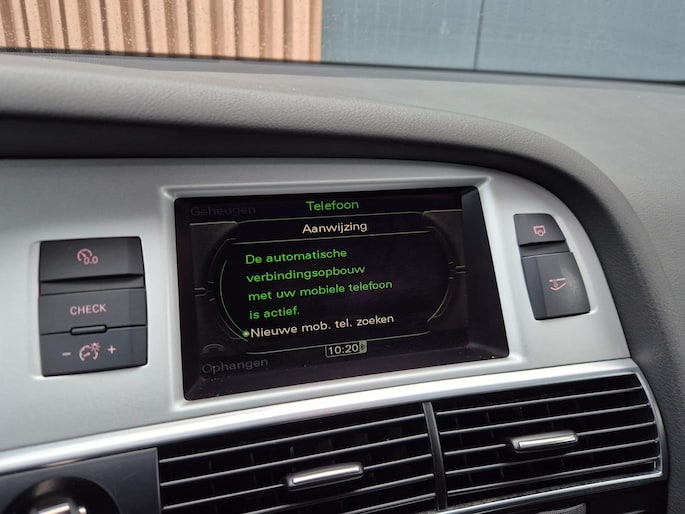 Geheugen
Telefoon
Aanwijzing
De automatische
verbindingsopbouw
met uw mobiele telefoon
is actief.
Nieuwe mob. tel. zoeken
10:20
Ophangen
0.0
CHECK
- +